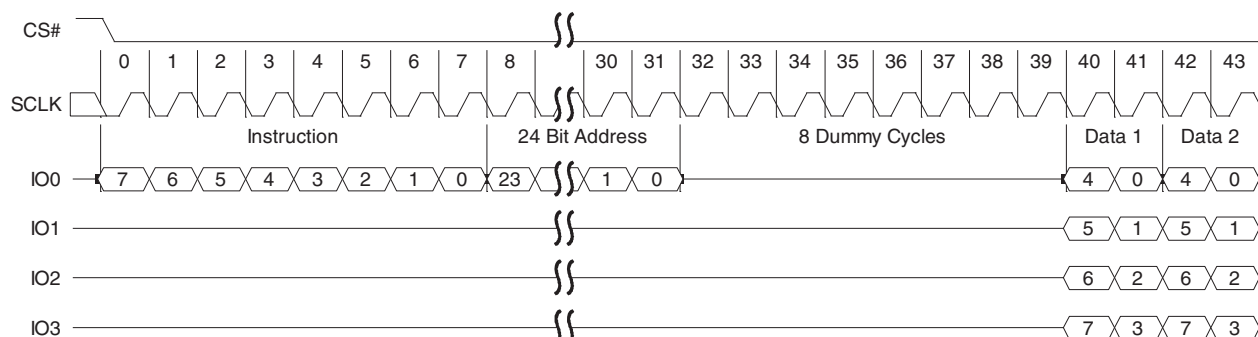 CS#
0 1 2 3 4 5 6 7 8 30 31 32 33 34 35 36 37 38 39 40 41 42 43
SCLK
Instruction 24 Bit Address 8 Dummy Cycles Data 1 Data 2
IO0 7 6 5 4 3 2 1 0 23 1 0 4 0 4 0
IO1 5 1 5 1
IO2 6 2 6 2
IO3 7 3 7 3